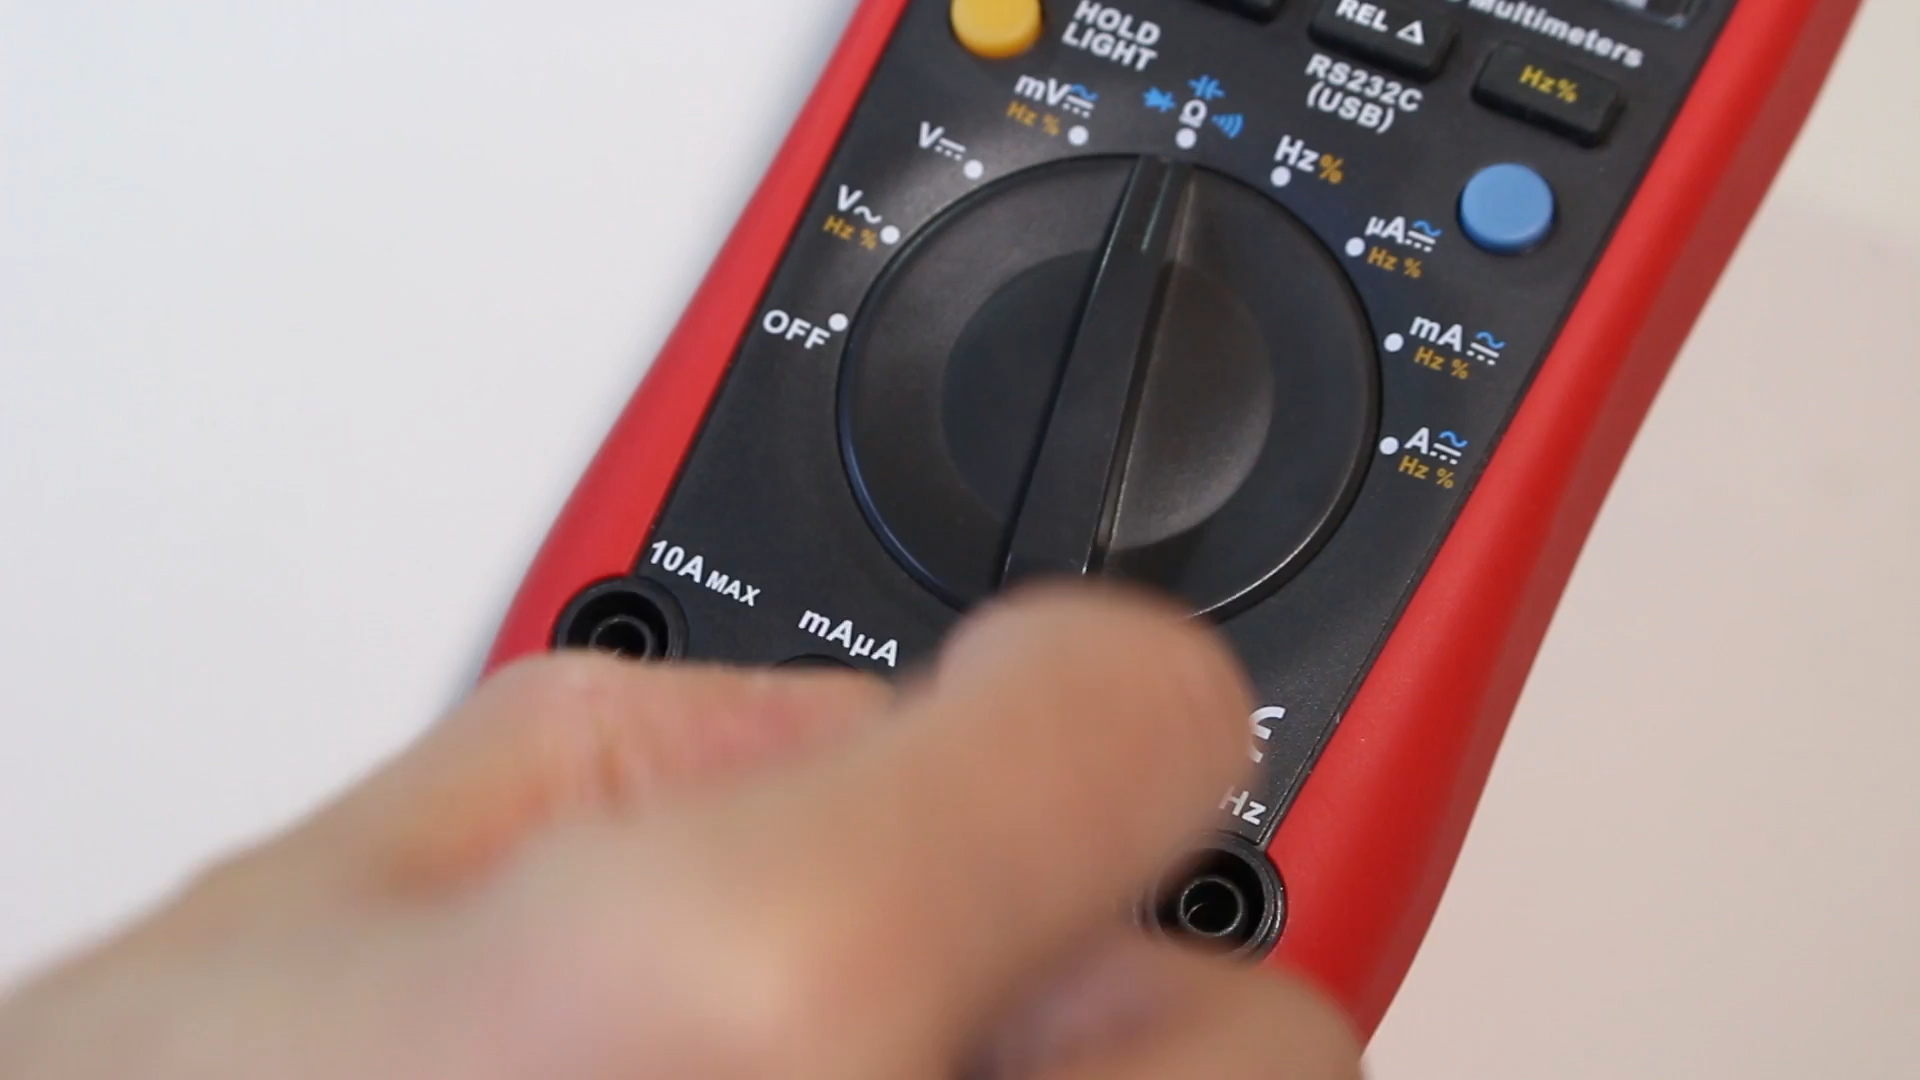 Multimeters
REL △
HOLD
LIGHT
RS232C
(USB)
Hz%
mV
Hz %
Ω
V
Hz%
V~
Hz %
μA
Hz %
OFF
mA
Hz %
A
Hz %
10A MAX
mAμA
CE
Hz